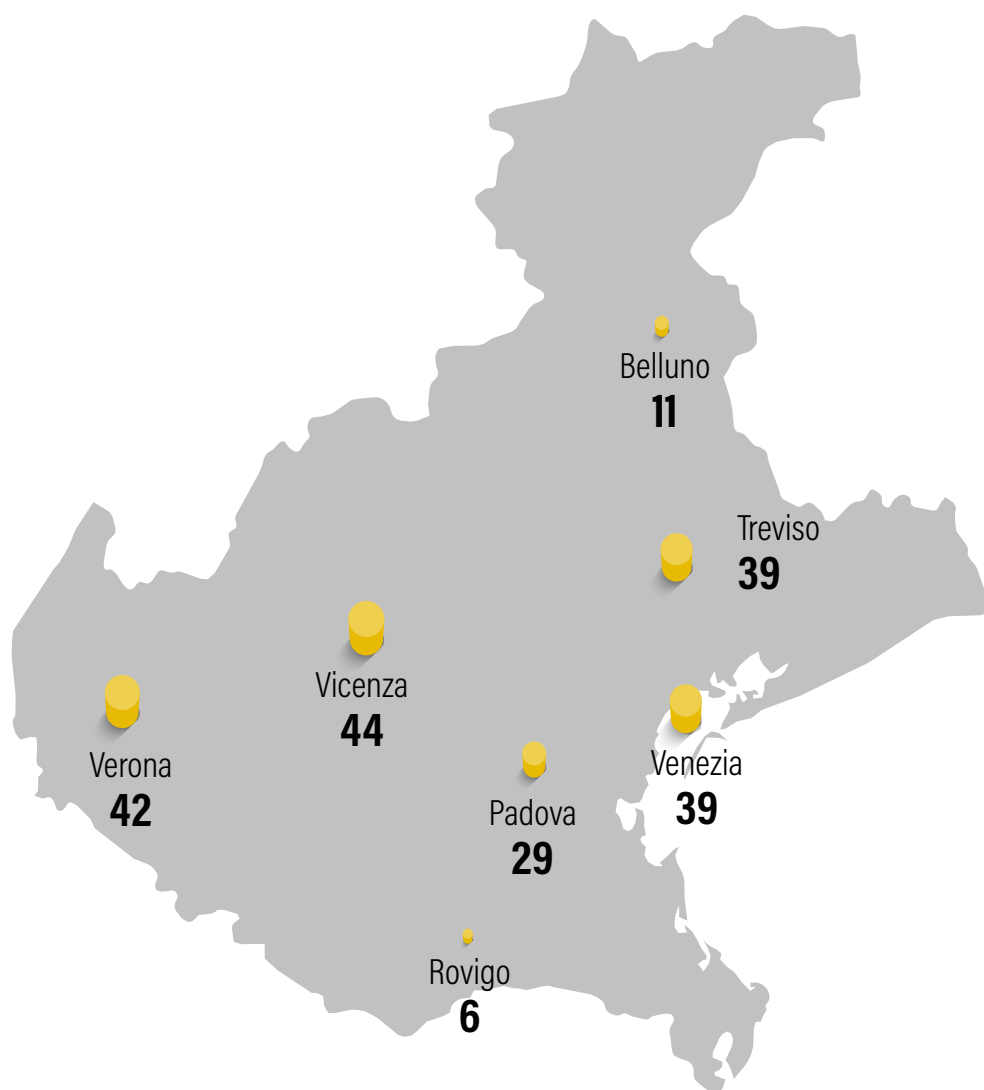 Belluno
11
Treviso
39
Vicenza
44
Verona
42
Venezia
39
Padova
29
Rovigo
6